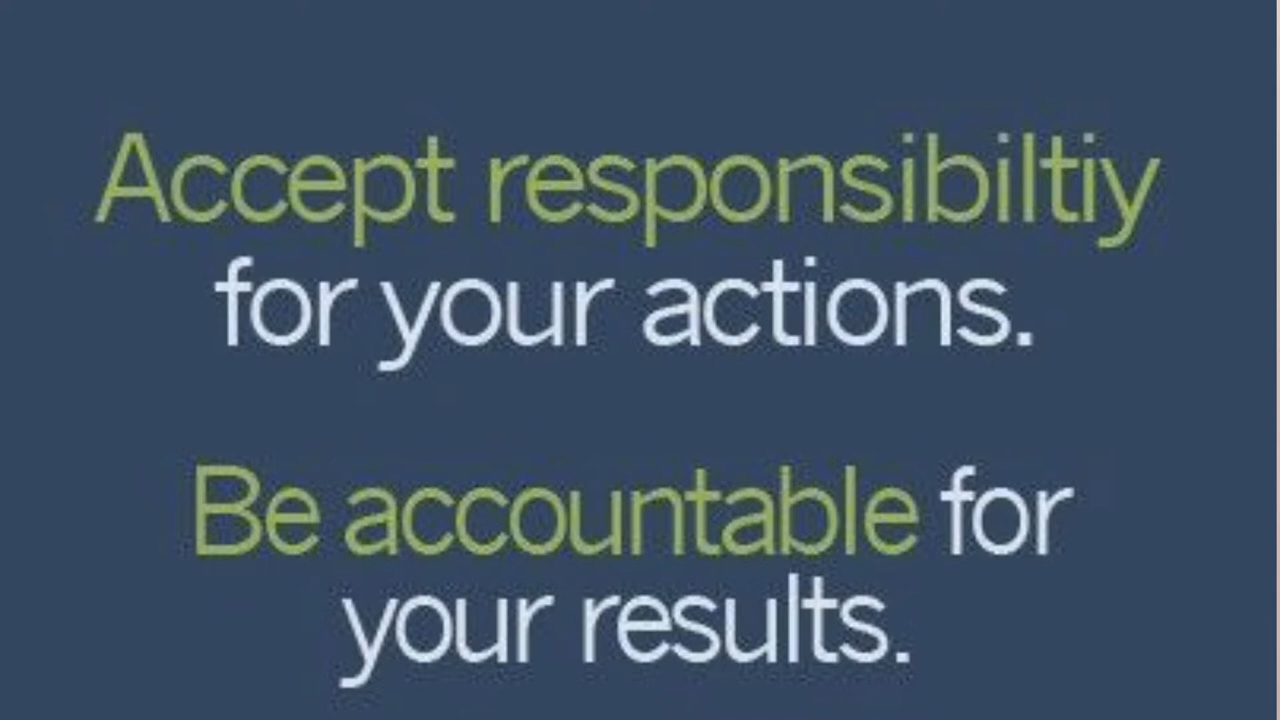 Accept responsibiltiy
for your actions.
Be accountable for
your results.